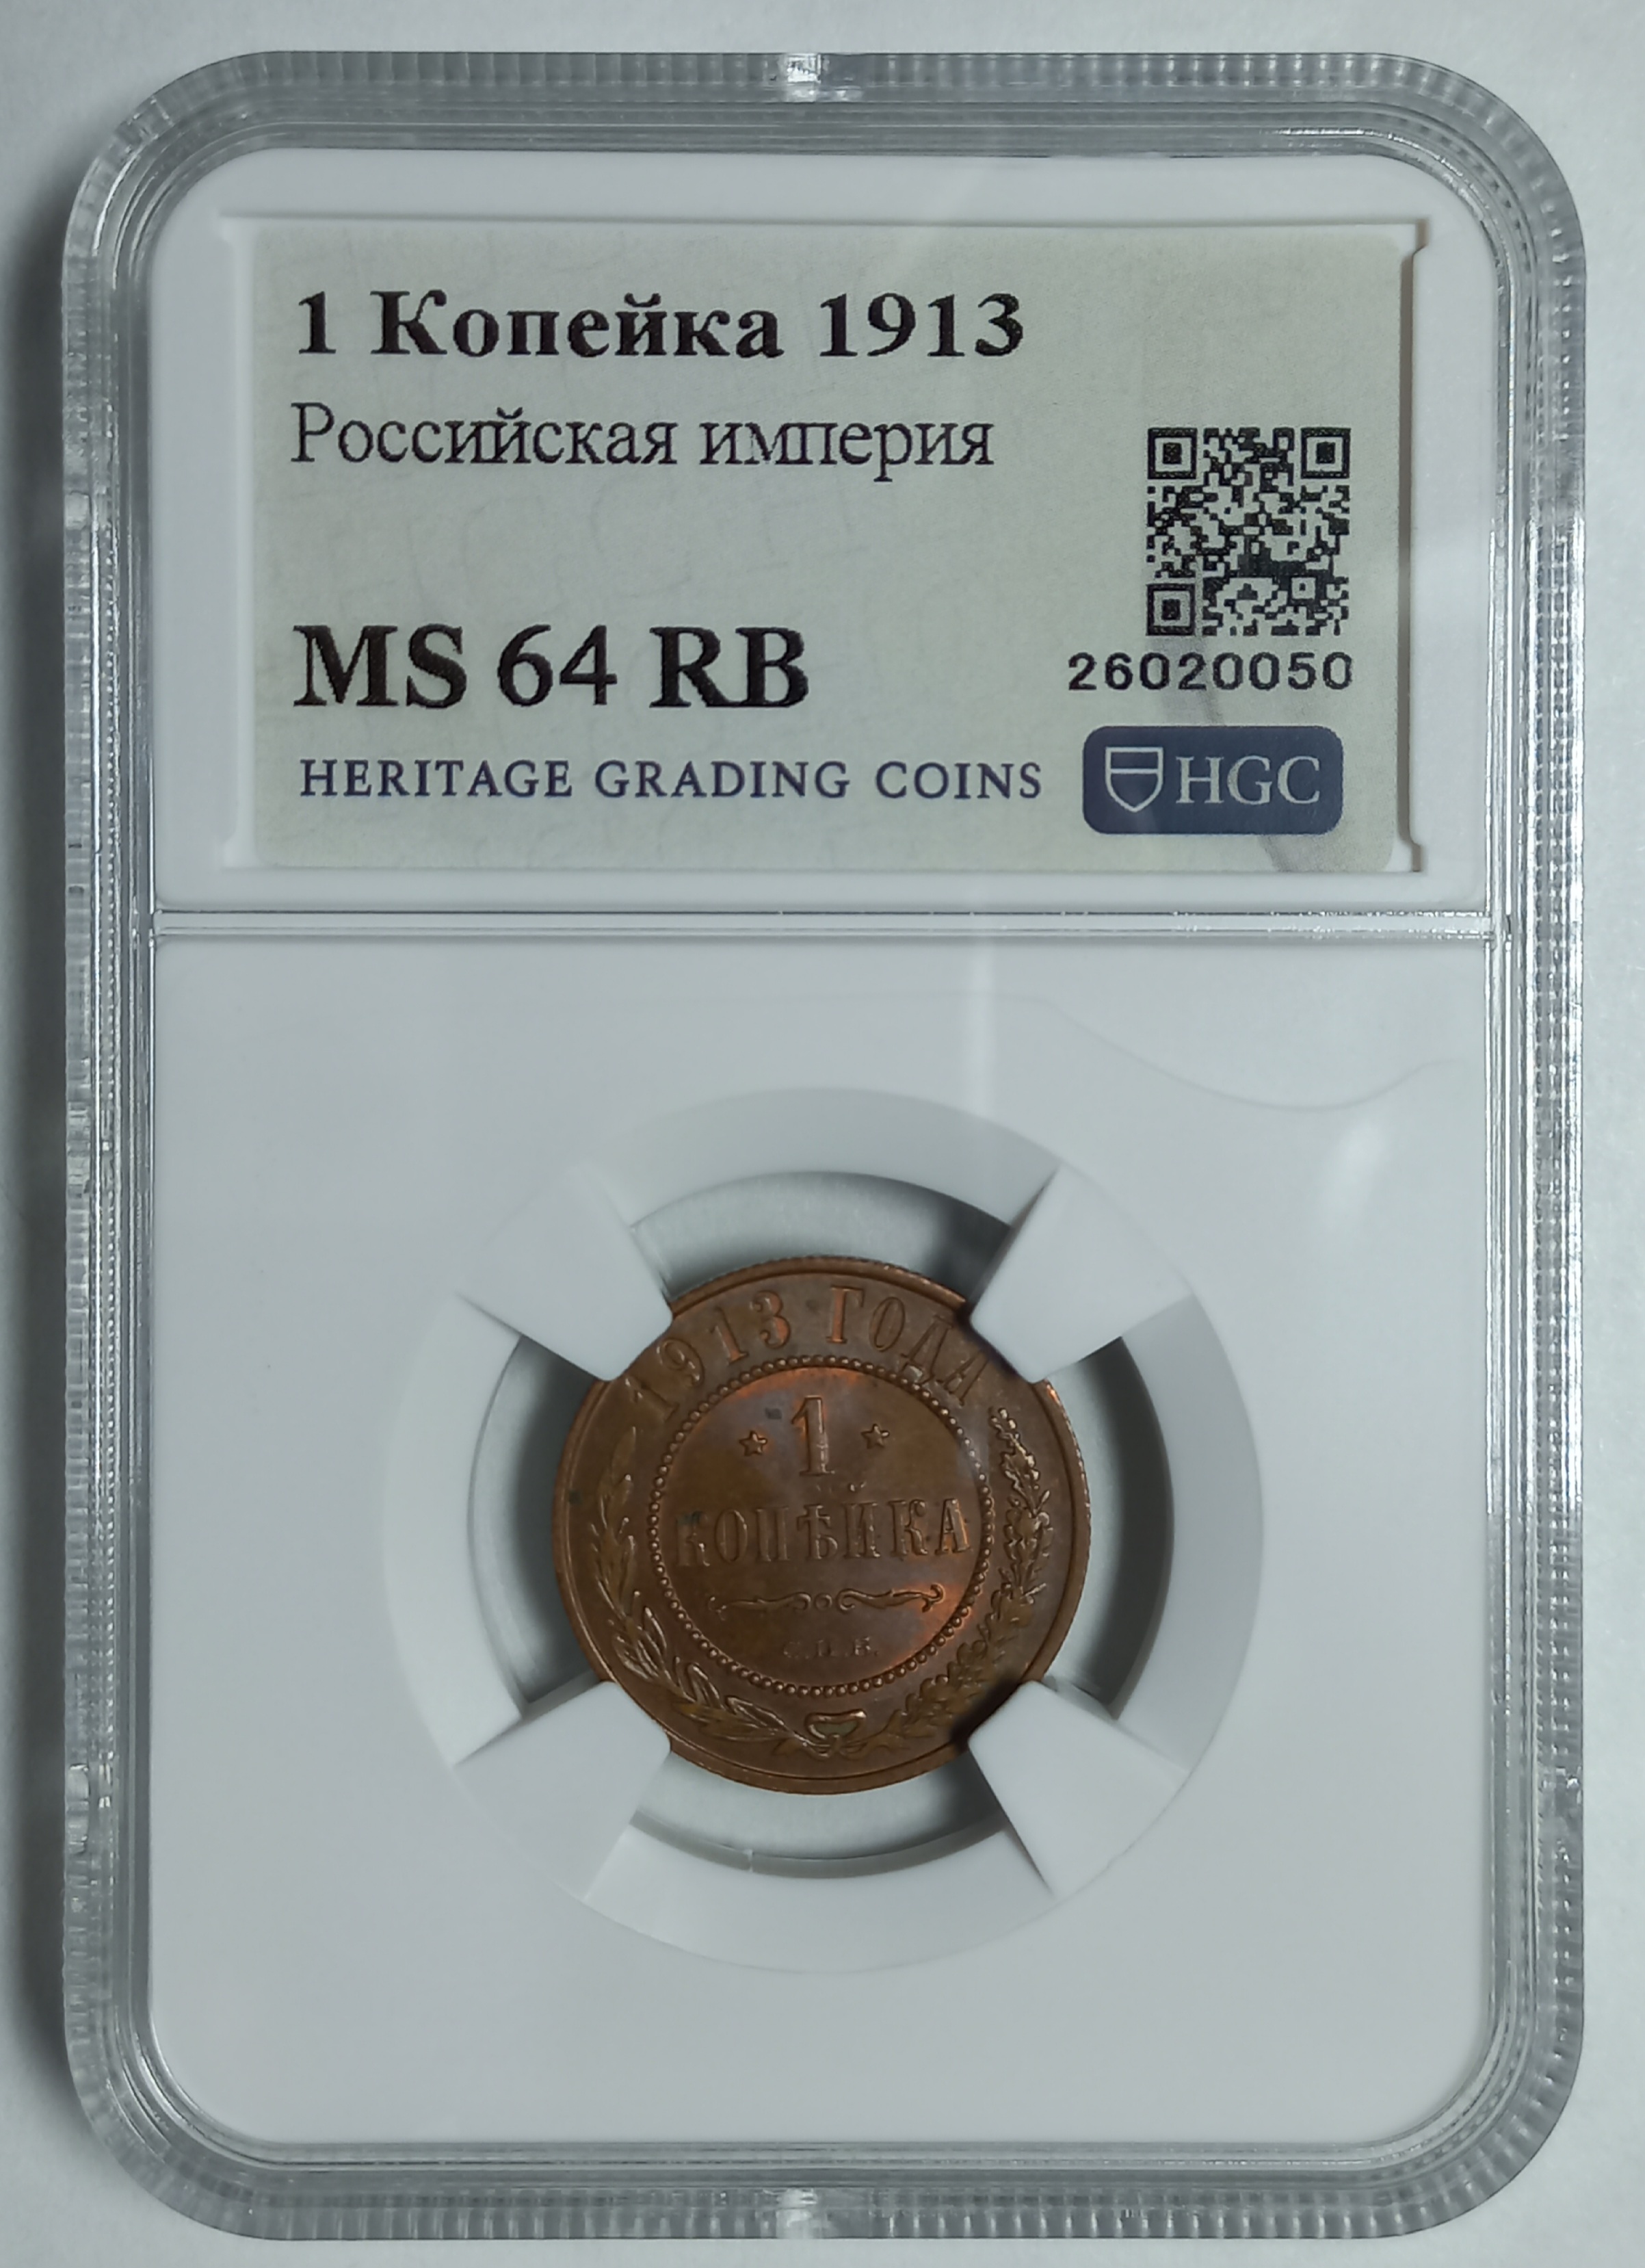 1 Копейка 1913
Российская империя
MS 64 RB
26020050
HERITAGE GRADING COINS
HGC
1913 ГОДА
1
КОПѢЙКА
С.П.Б.